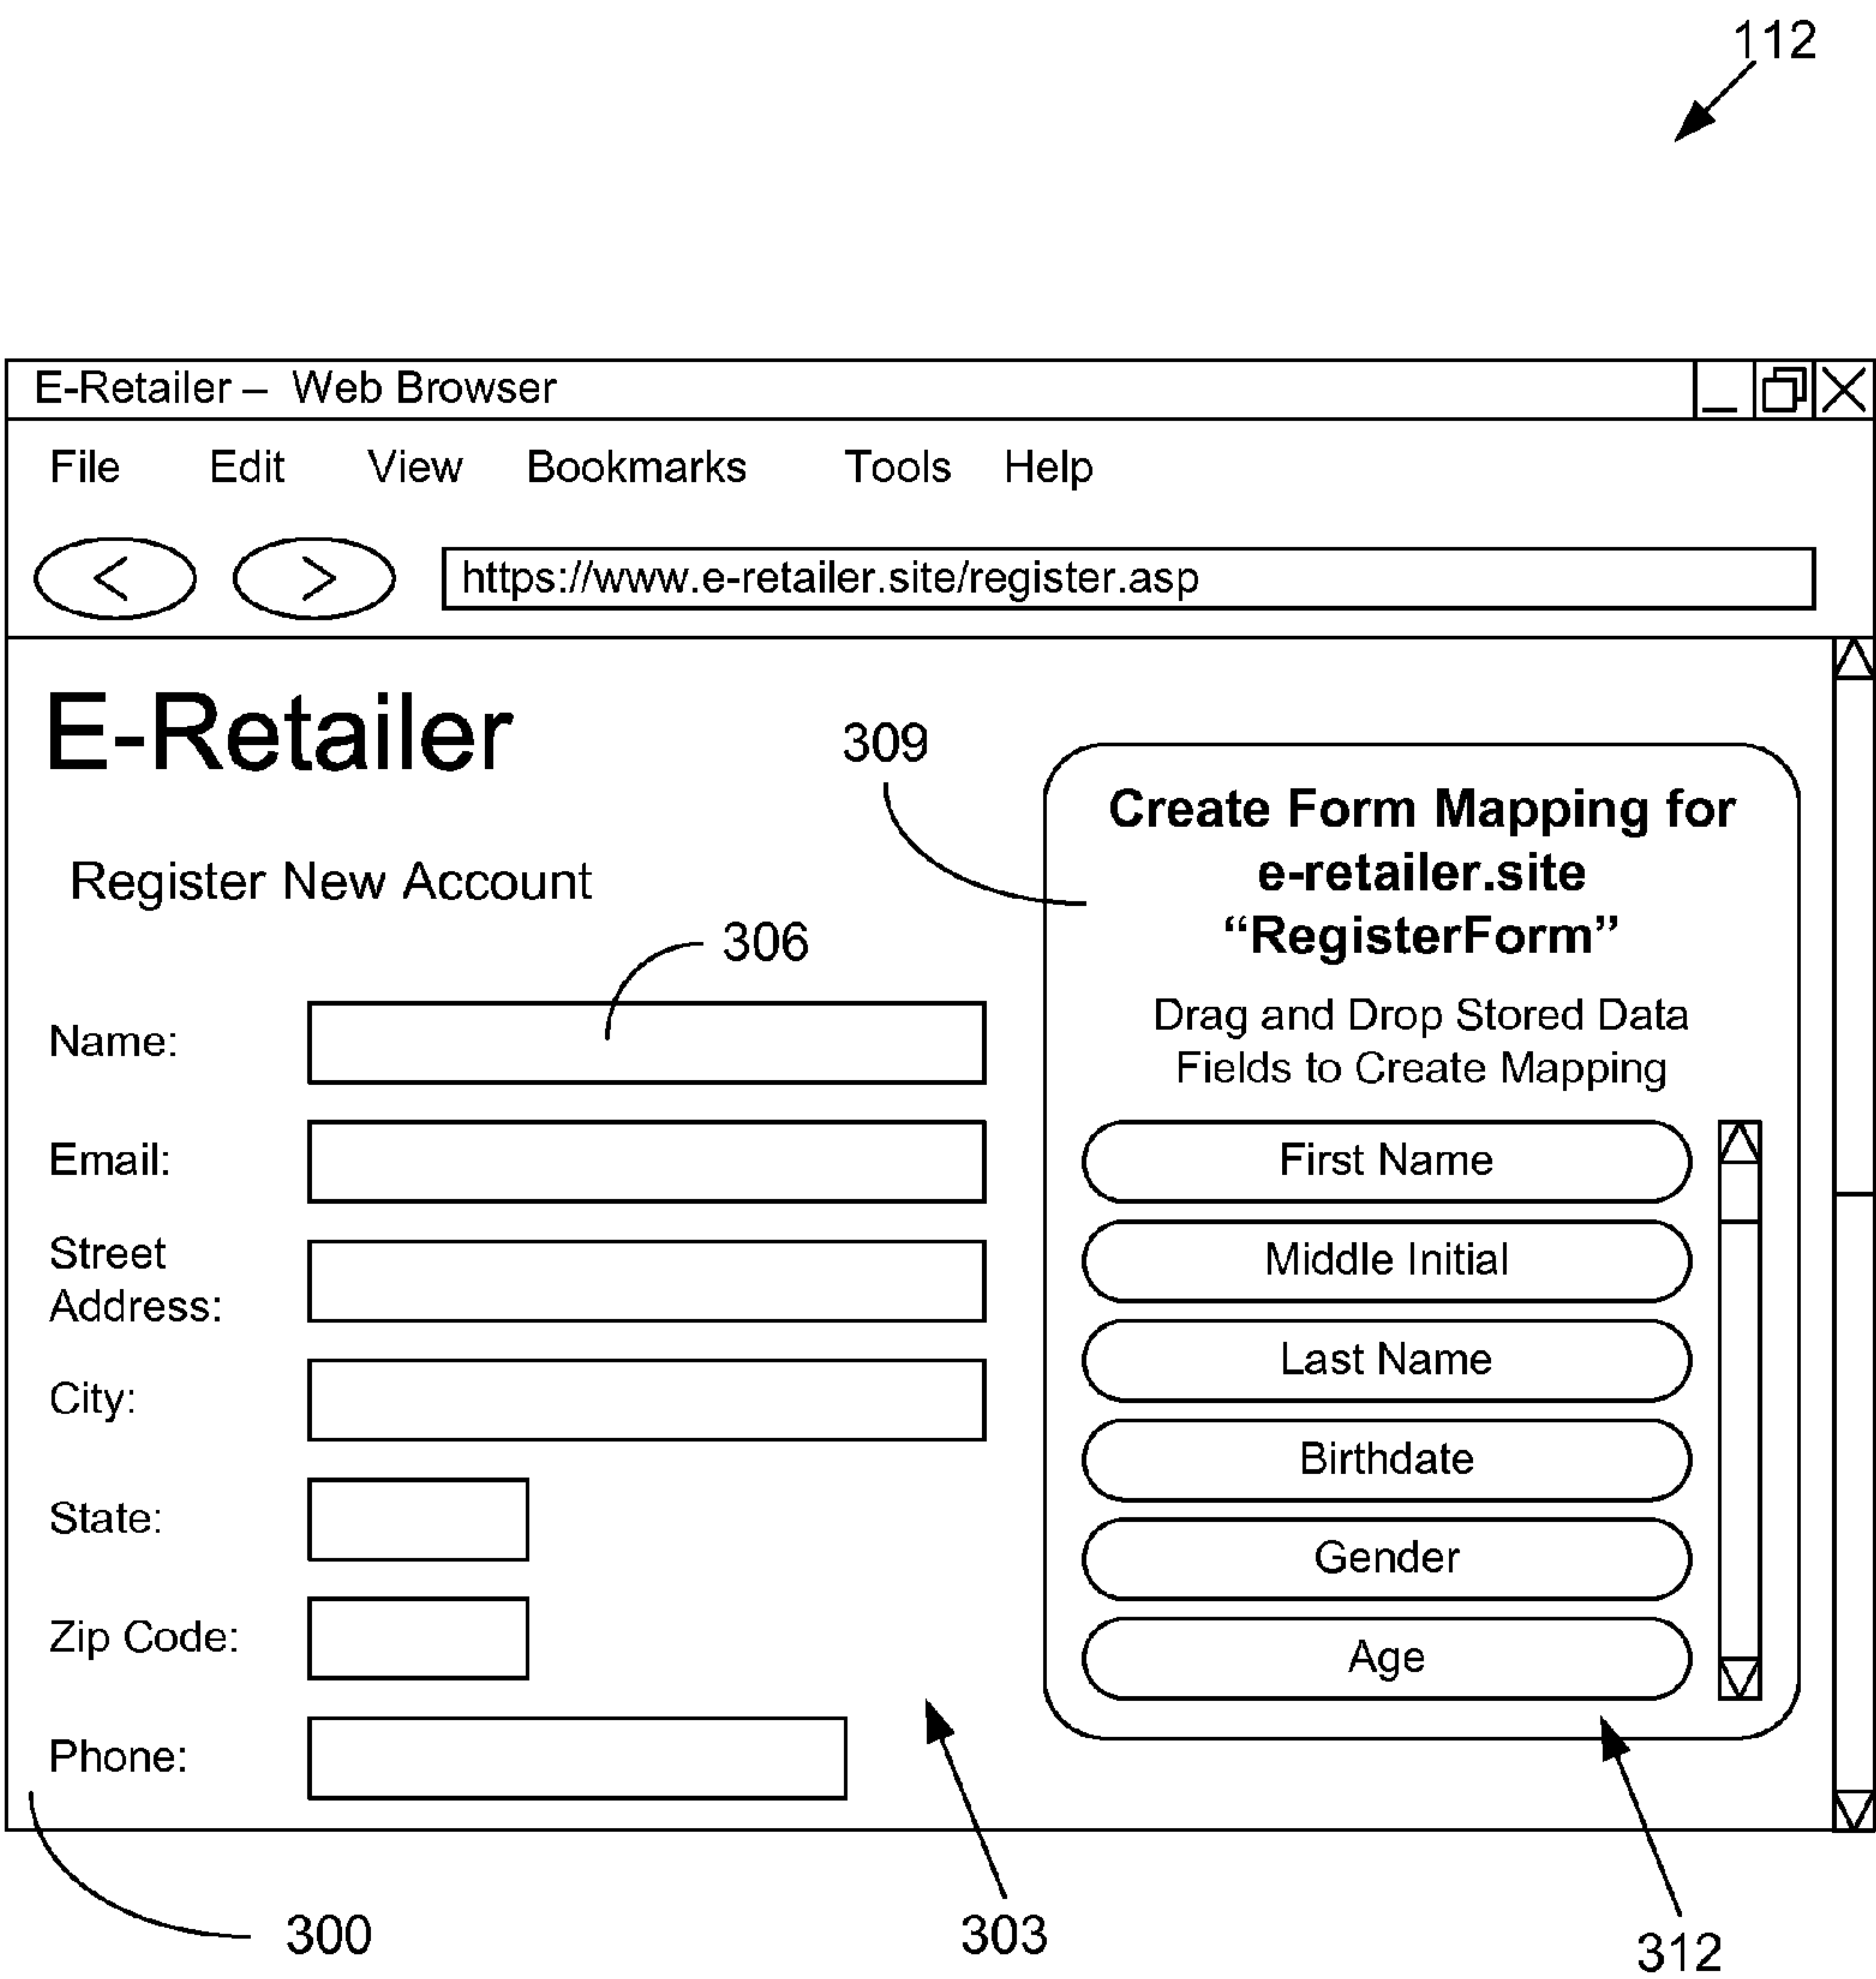 112
E-Retailer – Web Browser
File Edit View Bookmarks Tools Help
< > https://www.e-retailer.site/register.asp
E-Retailer
Register New Account
306
Name:
Email:
Street
Address:
City:
State:
Zip Code:
Phone:
309
Create Form Mapping for
e-retailer.site
“RegisterForm”
Drag and Drop Stored Data
Fields to Create Mapping
First Name
Middle Initial
Last Name
Birthdate
Gender
Age
300
303
312